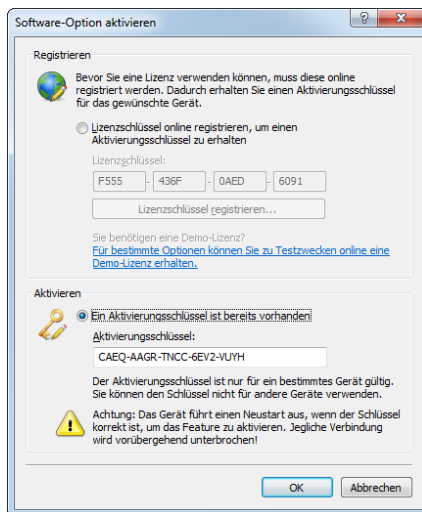 Software-Option aktivieren
Registrieren
Bevor Sie eine Lizenz verwenden können, muss diese online
registriert werden. Dadurch erhalten Sie einen Aktivierungsschlüssel
für das gewünschte Gerät.
Lizenzschlüssel online registrieren, um einen
Aktivierungsschlüssel zu erhalten
Lizenzschlüssel:
F555 - 436F - 0AED - 6091
Lizenzschlüssel registrieren...
Sie benötigen eine Demo-Lizenz?
Für bestimmte Optionen können Sie zu Testzwecken online eine
Demo-Lizenz erhalten.
Aktivieren
Ein Aktivierungsschlüssel ist bereits vorhanden
Aktivierungsschlüssel:
CAEQ-AAGR-TNCC-6EV2-VUYH
Der Aktivierungsschlüssel ist nur für ein bestimmtes Gerät gültig.
Sie können den Schlüssel nicht für andere Geräte verwenden.
Achtung: Das Gerät führt einen Neustart aus, wenn der Schlüssel
korrekt ist, um das Feature zu aktivieren. Jegliche Verbindung
wird vorübergehend unterbrochen!
OK
Abbrechen